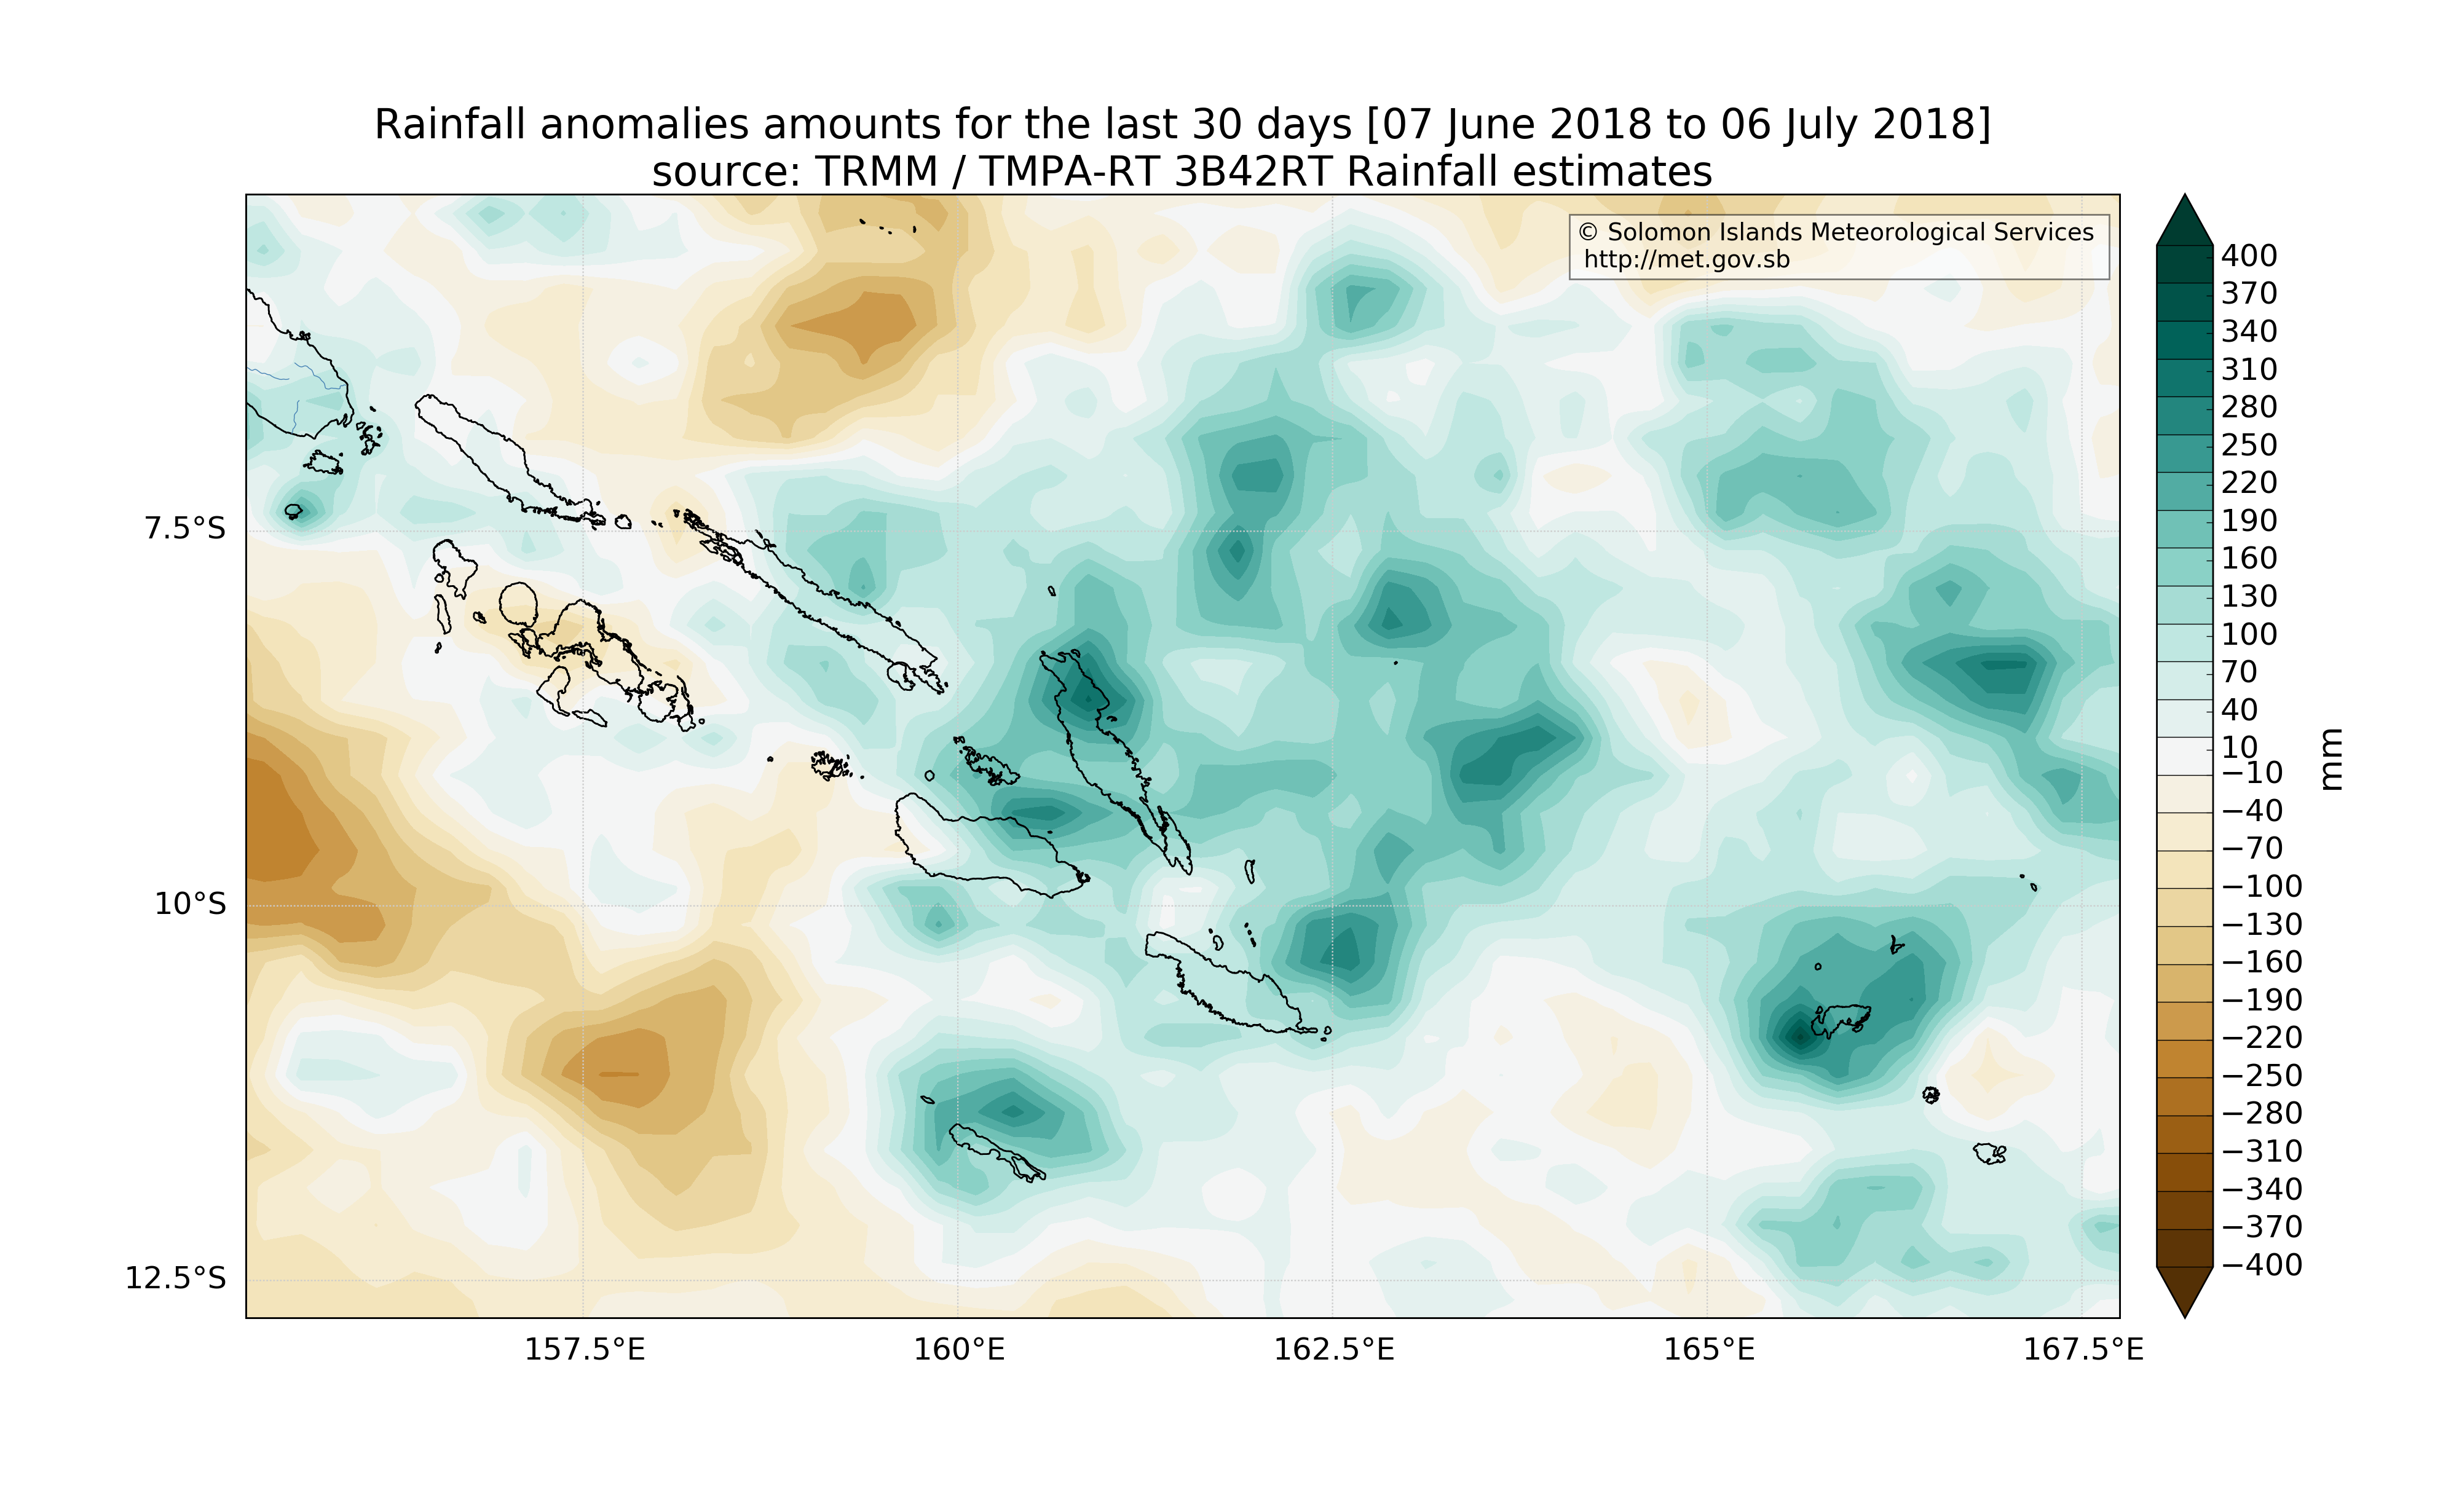 Rainfall anomalies amounts for the last 30 days [07 June 2018 to 06 July 2018]
source: TRMM / TMPA-RT 3B42RT Rainfall estimates
© Solomon Islands Meteorological Services
http://met.gov.sb
7.5°S
10°S
12.5°S
157.5°E
160°E
162.5°E
165°E
167.5°E
400
370
340
310
280
250
220
190
160
130
100
70
40
10
−10
−40
−70
−100
−130
−160
−190
−220
−250
−280
−310
−340
−370
−400
mm